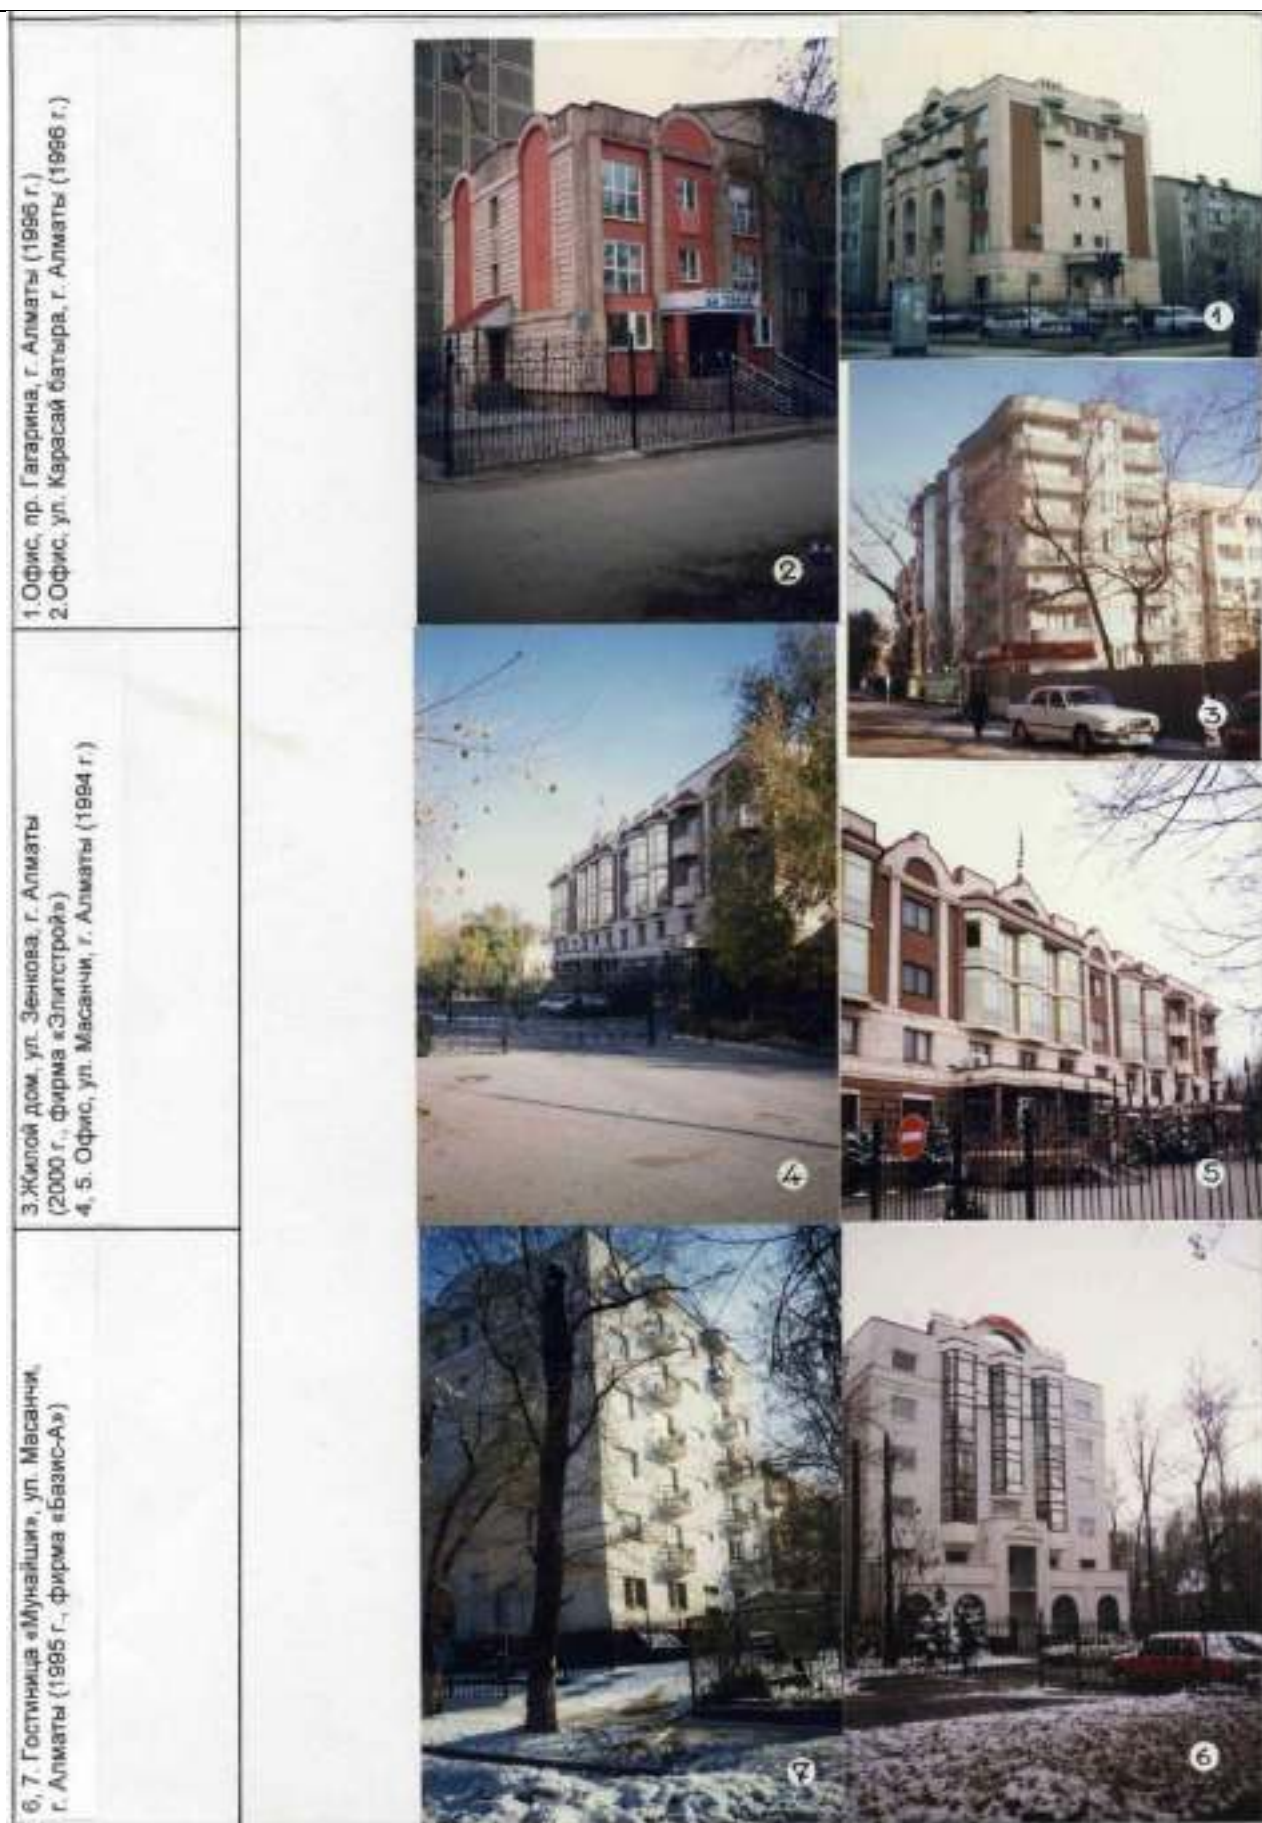 1.Офис, пр. Гагарина, г. Алматы (1996 г.)
2.Офис, ул. Карасай батыра, г. Алматы (1996 г.)
3.Жилой дом, ул. Зенкова, г. Алматы
(2000 г., фирма «Элитстрой»)
4, 5. Офис, ул. Масанчи, г. Алматы (1994 г.)
6, 7. Гостиница «Мунайши», ул. Масанчи,
г. Алматы (1995 г., фирма «Базис-А»)
2
1
3
4
5
7
6